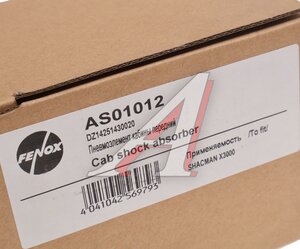 FENOX
AS01012
DZ14251430020
Пневмоэлемент кабины передний
Cab shock absorber
Применяемость /To fit/
SHACMAN X3000
4 041042 569793